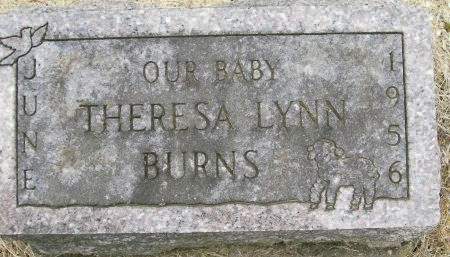 JUNE
OUR BABY
THERESA LYNN
BURNS
1956